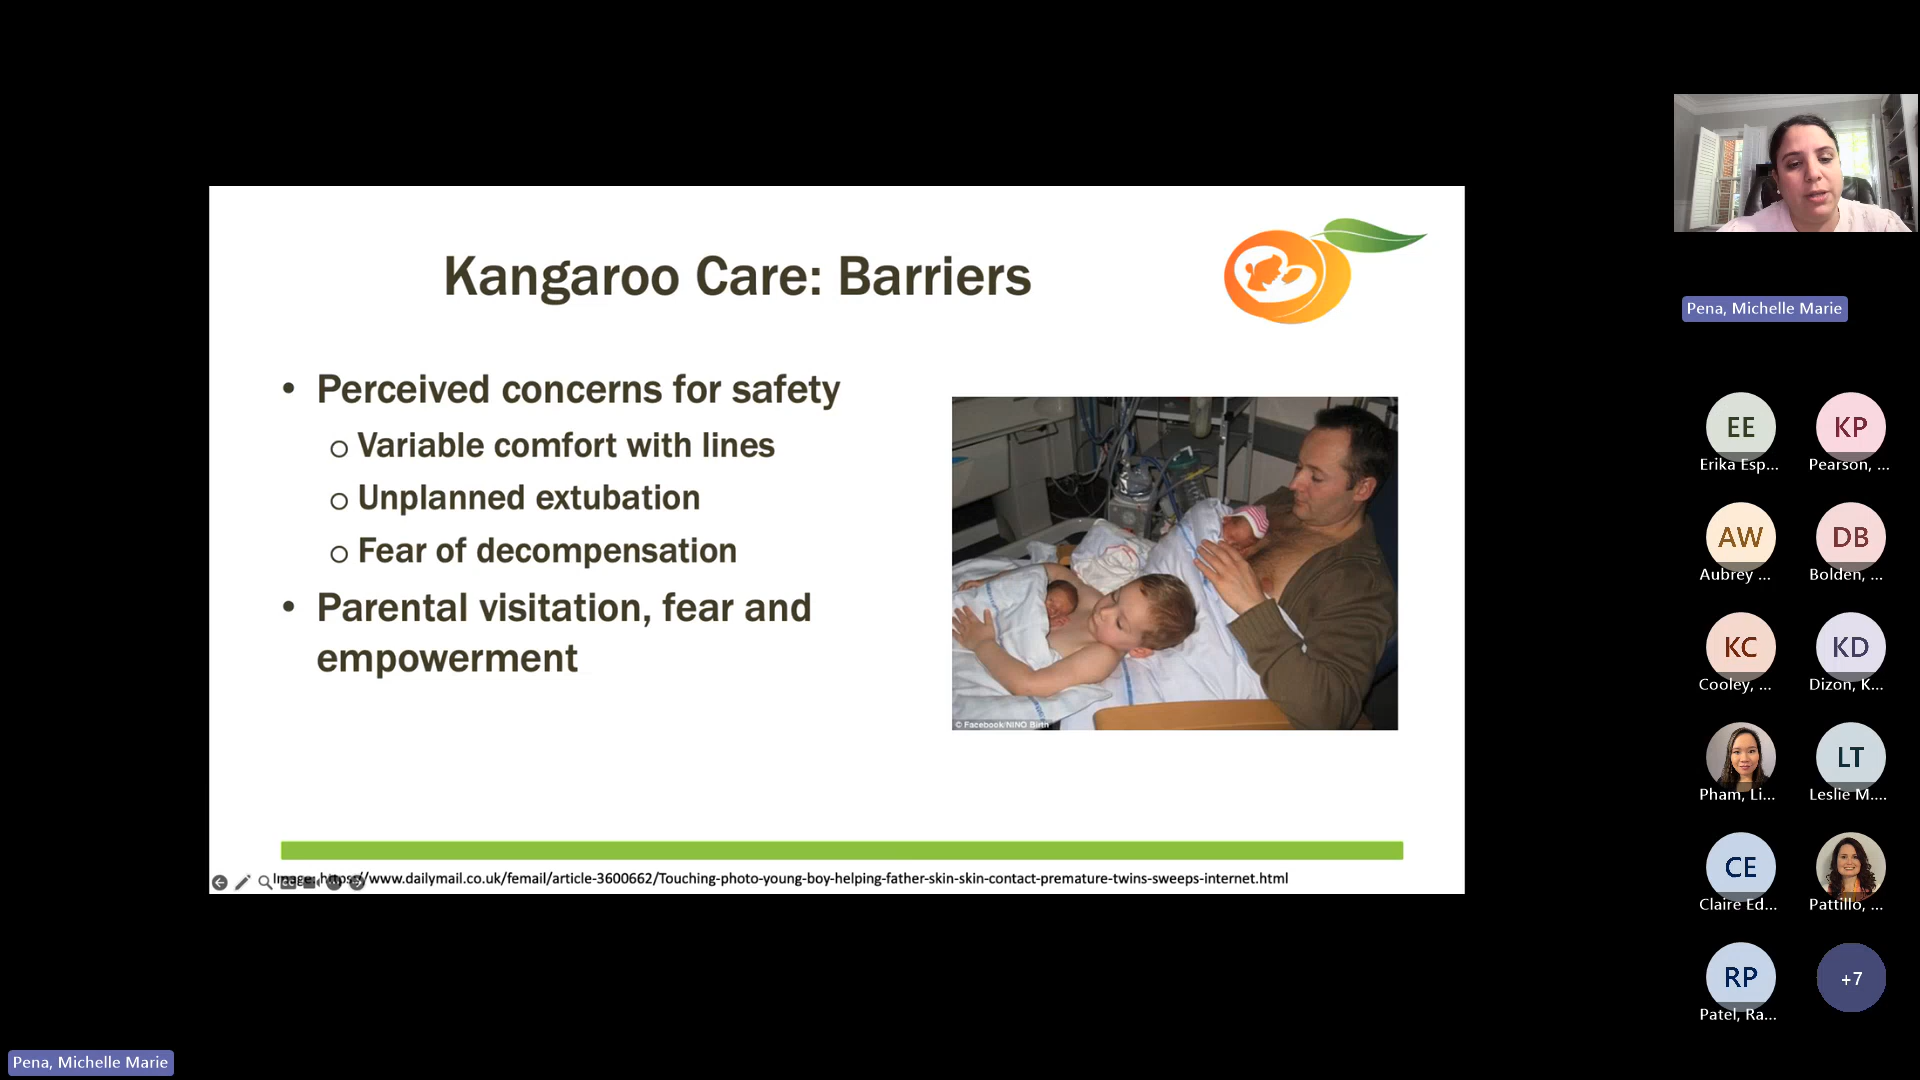 Kangaroo Care: Barriers
• Perceived concerns for safety
o Variable comfort with lines
o Unplanned extubation
o Fear of decompensation
• Parental visitation, fear and
empowerment
© Facebook/NINO Birth
Image: https://www.dailymail.co.uk/femail/article-3600662/Touching-photo-young-boy-helping-father-skin-skin-contact-premature-twins-sweeps-internet.html
Pena, Michelle Marie
EE
KP
Erika Esp...
Pearson, ...
AW
DB
Aubrey ...
Bolden, ...
KC
KD
Cooley, ...
Dizon, K...
LT
Pham, Li...
Leslie M....
CE
Claire Ed...
Pattillo, ...
RP
+7
Patel, Ra...
Pena, Michelle Marie